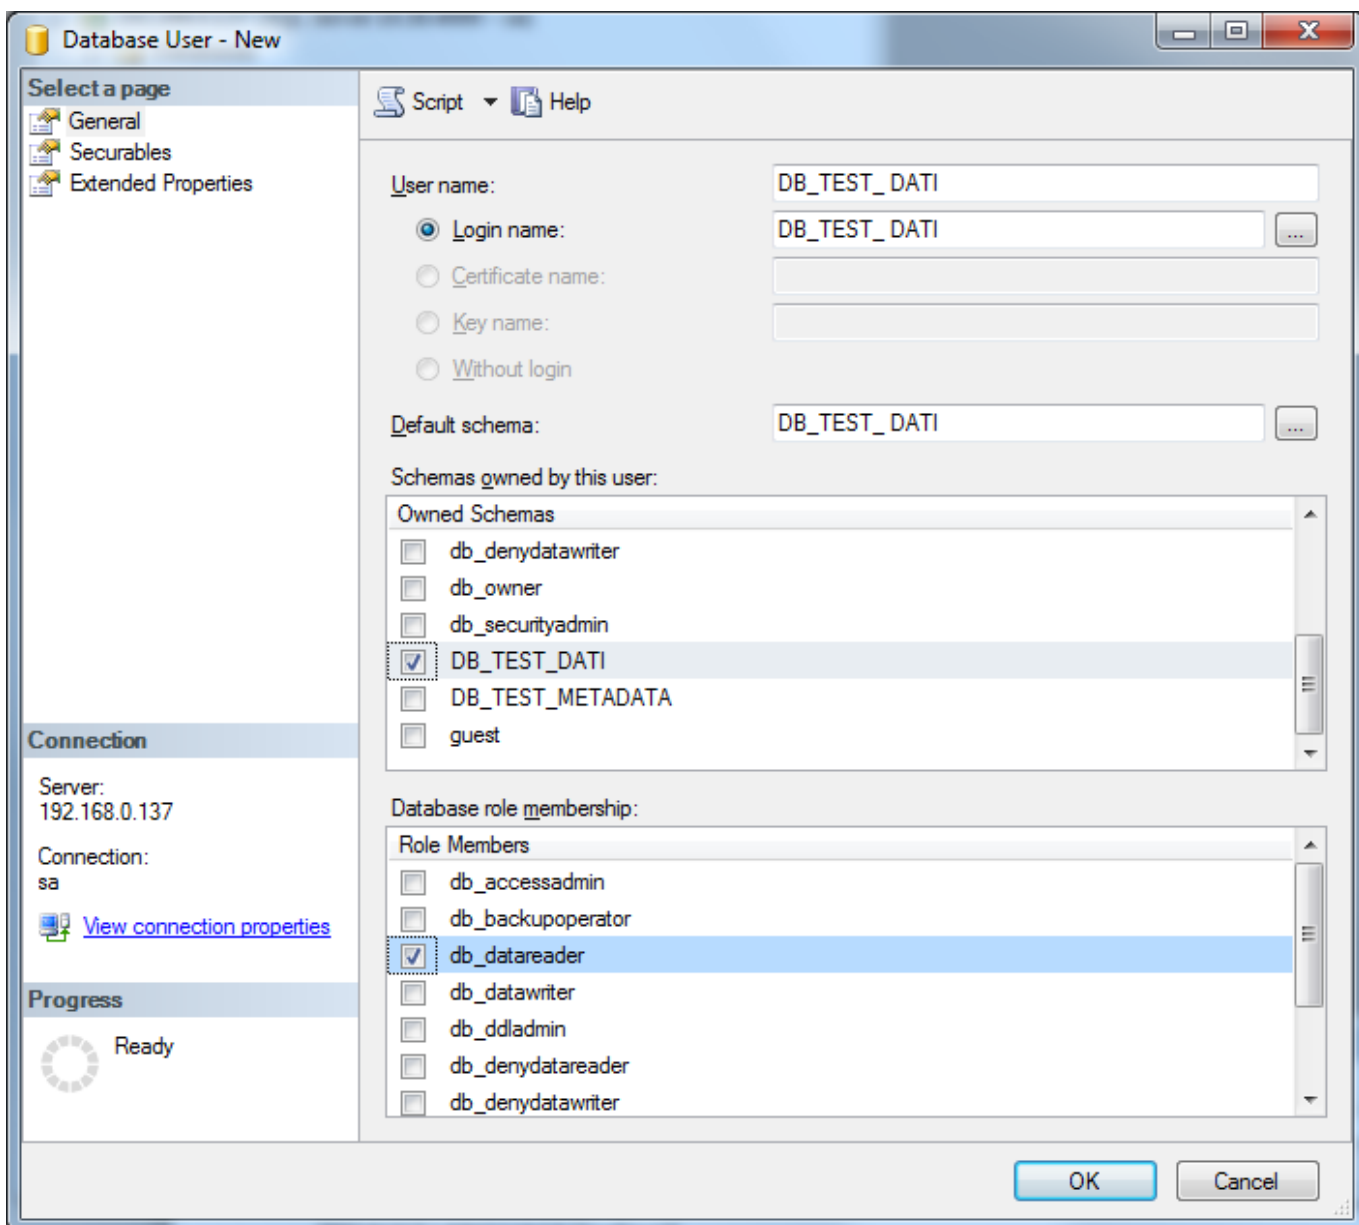 Database User - New
Select a page
General
Securables
Extended Properties
Script
Help
User name:
DB_TEST_ DATI
Login name:
DB_TEST_ DATI
...
Certificate name:
Key name:
Without login
Default schema:
DB_TEST_ DATI
...
Schemas owned by this user:
Owned Schemas
db_denydatawriter
db_owner
db_securityadmin
DB_TEST_DATI
DB_TEST_METADATA
guest
Connection
Server:
192.168.0.137
Connection:
sa
View connection properties
Progress
Ready
Database role membership:
Role Members
db_accessadmin
db_backupoperator
db_datareader
db_datawriter
db_ddladmin
db_denydatareader
db_denydatawriter
OK
Cancel